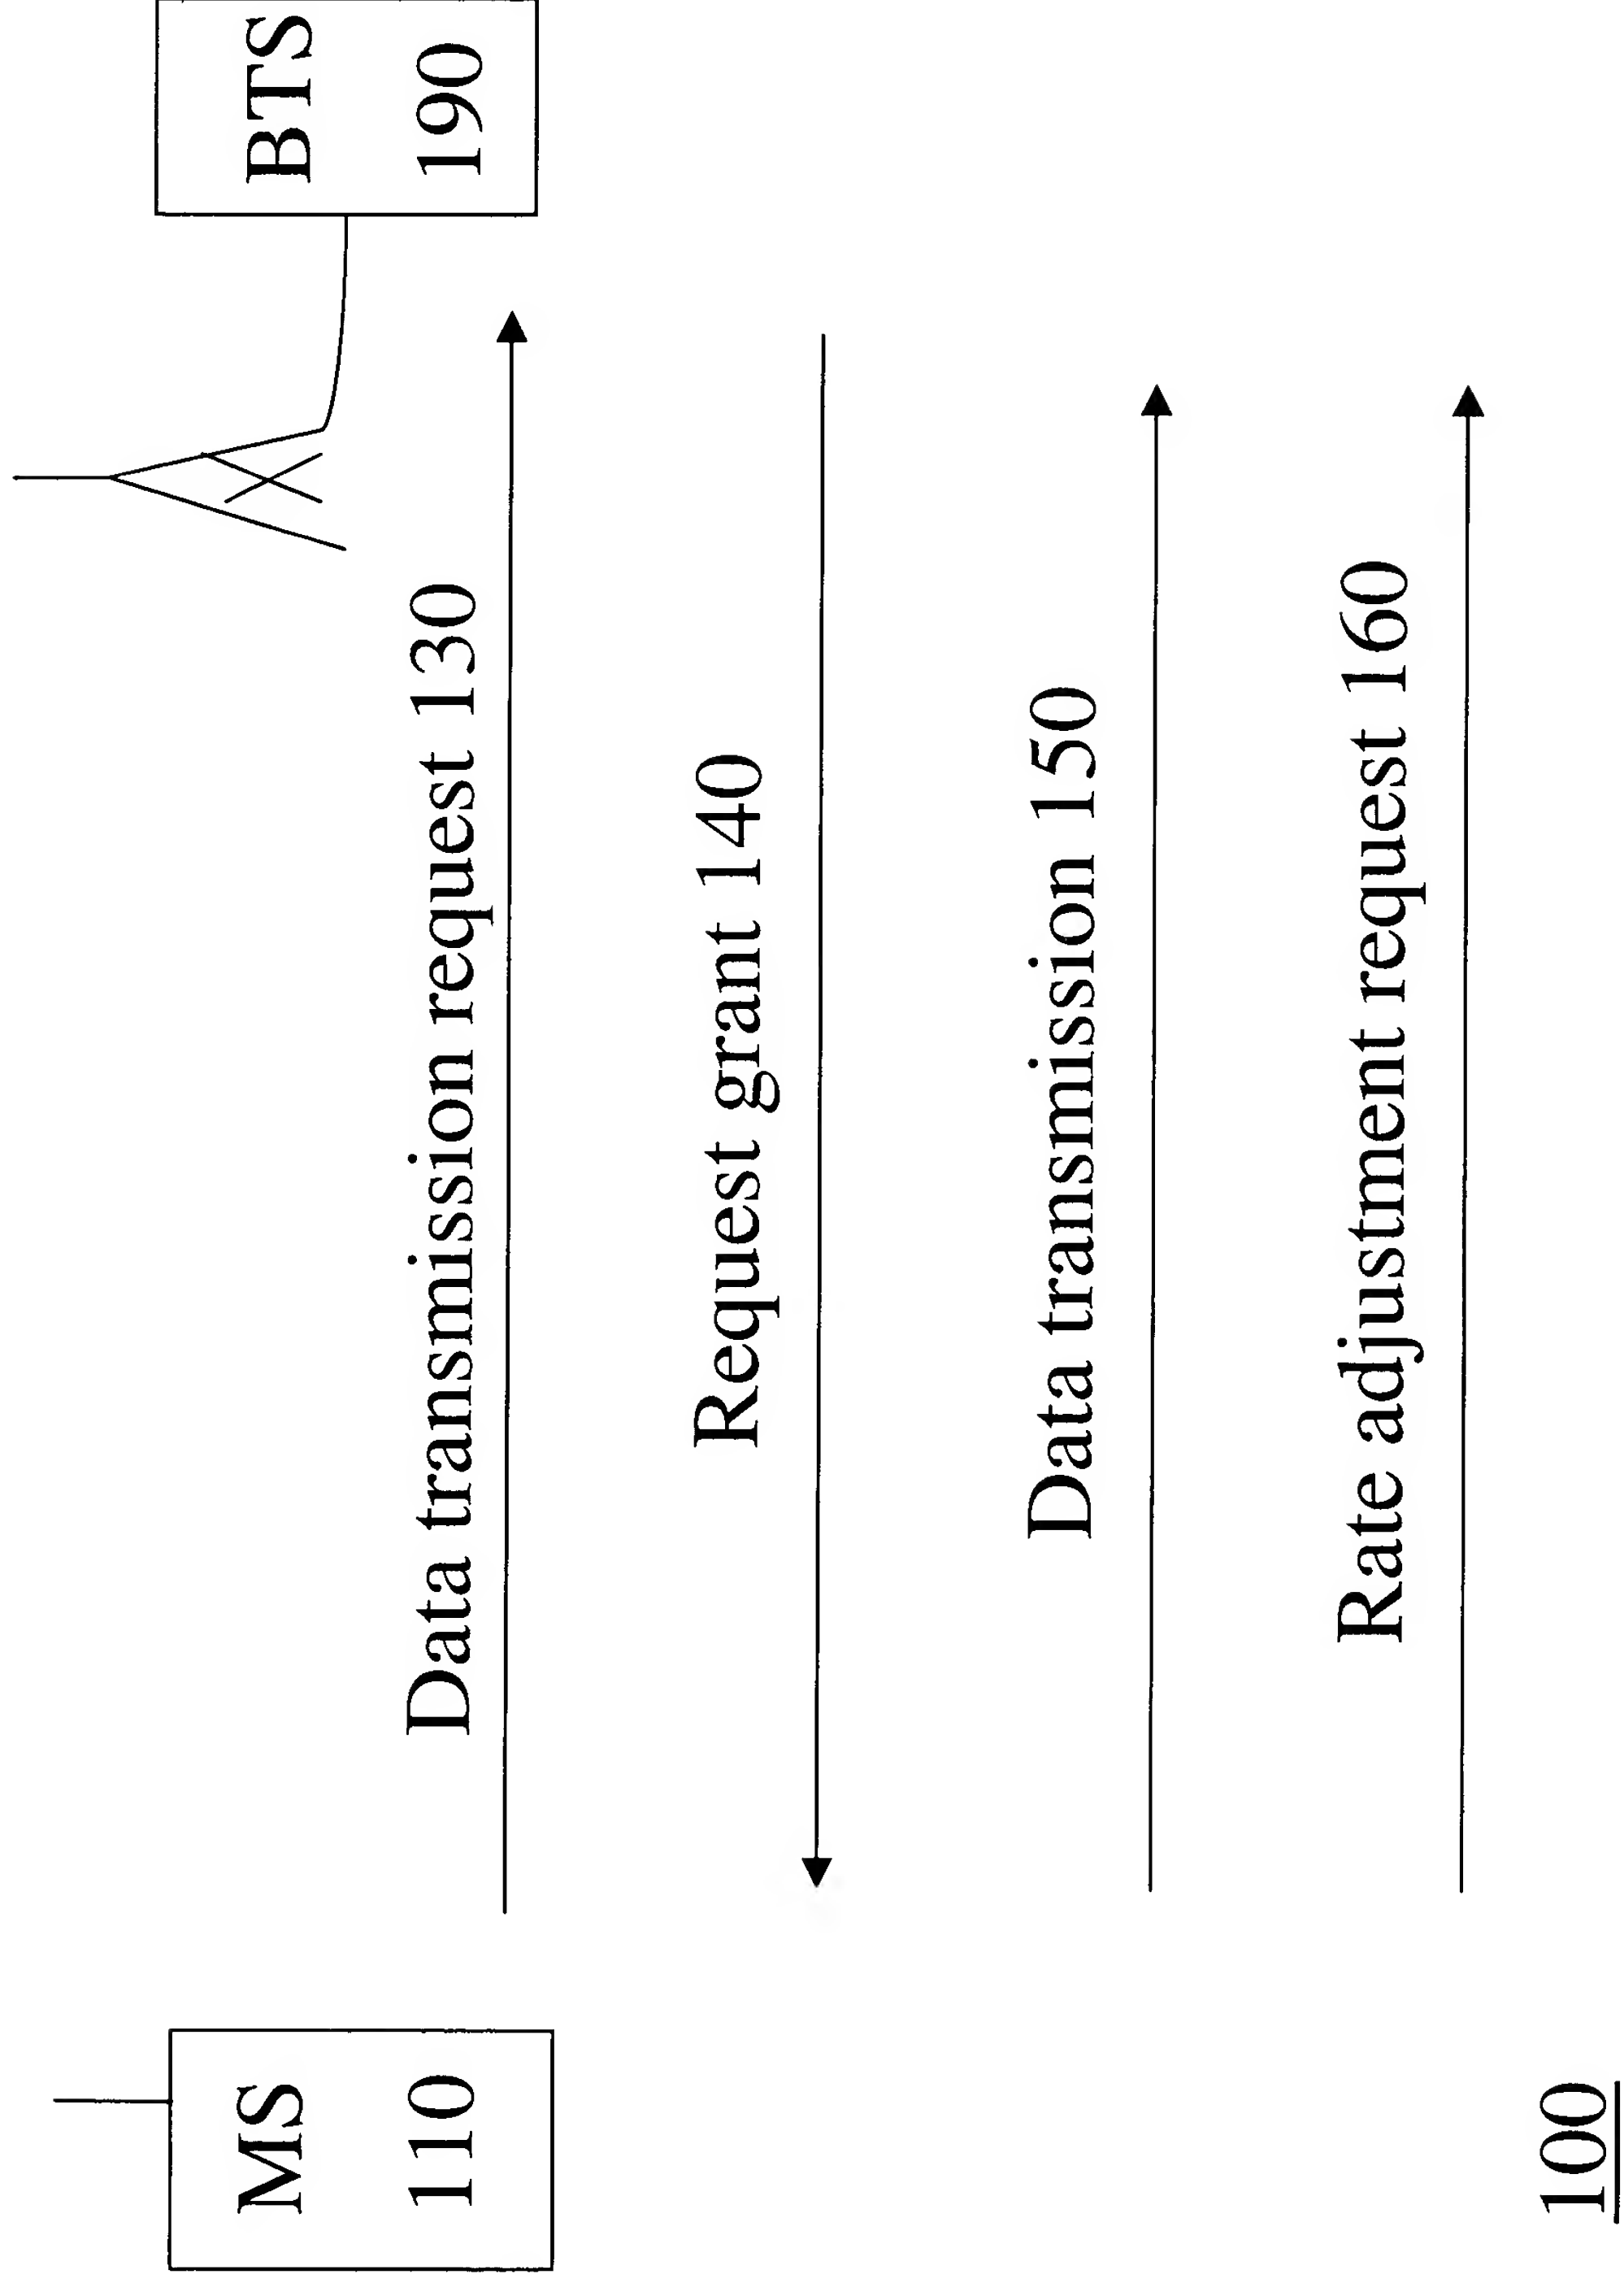 MS
110
BTS
190
Data transmission request 130
Request grant 140
Data transmission 150
Rate adjustment request 160
100